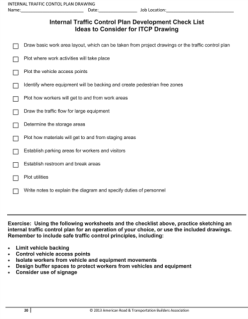 INTERNAL TRAFFIC CONTOL PLAN DRAWING
Name: Date: Job Location:
Internal Traffic Control Plan Development Check List
Ideas to Consider for ITCP Drawing
Draw basic work area layout, which can be taken from project drawings or the traffic control plan
Plot where work activities will take place
Plot the vehicle access points
Identify where equipment will be backing and create pedestrian free zones
Plot how workers will get to and from work areas
Draw the traffic flow for large equipment
Determine the storage areas
Plot how materials will get to and from staging areas
Establish parking areas for workers and visitors
Establish restroom and break areas
Plot utilities
Write notes to explain the diagram and specify duties of personnel
Exercise: Using the following worksheets and the checklist above, practice sketching an
internal traffic control plan for an operation of your choice, or use the included drawings.
Remember to include safe traffic control principles, including:
• Limit vehicle backing
• Control vehicle access points
• Isolate workers from vehicle and equipment movements
• Design buffer spaces to protect workers from vehicles and equipment
• Consider use of signage
20 | © 2013 American Road & Transportation Builders Association